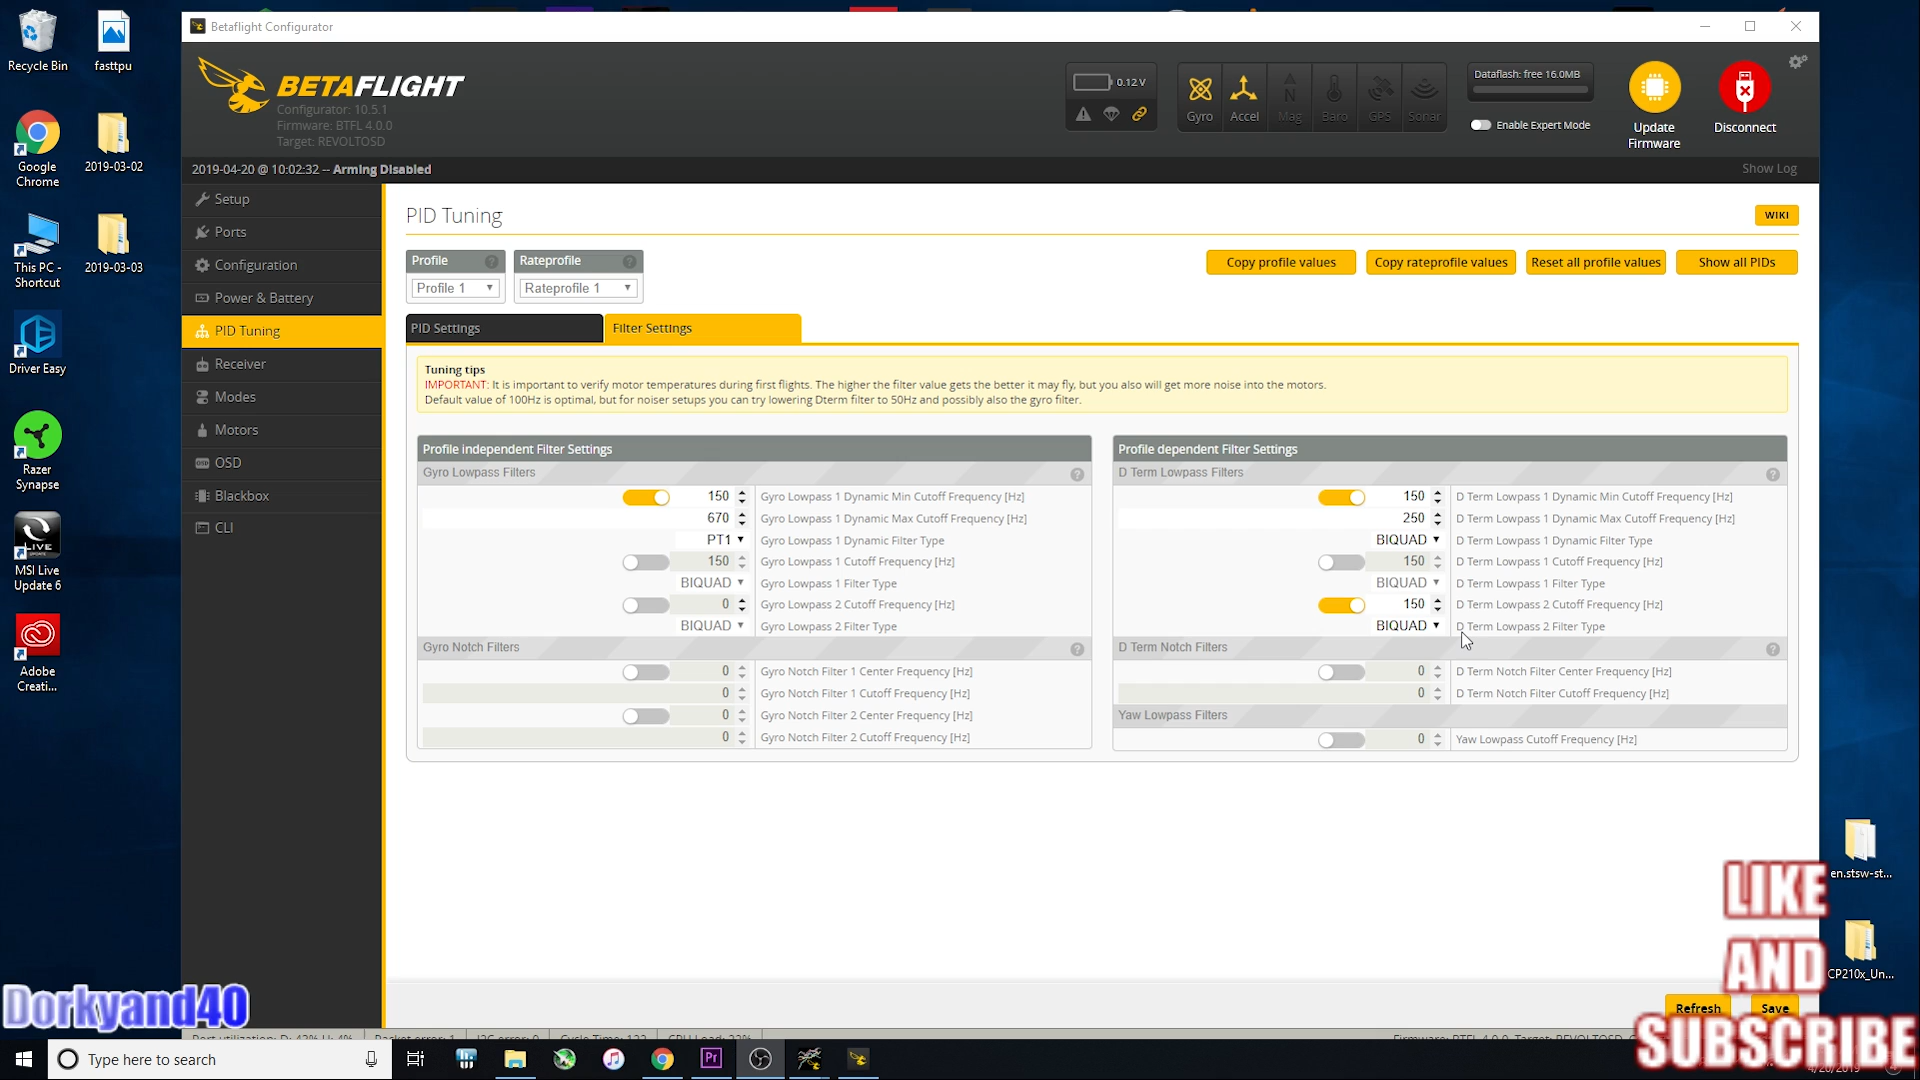 Betaflight Configurator
Recycle Bin
fasttpu
Google Chrome
2019-03-02
This PC - Shortcut
2019-03-03
Driver Easy
Razer Synapse
MSI Live Update 6
Adobe Creati...
BETAFLIGHT
Configurator: 10.5.1
Firmware: BTFL 4.0.0
Target: REVOLTOSD
0.12 V
Gyro
Accel
Mag
Baro
GPS
Sonar
Dataflash: free 16.0MB
Enable Expert Mode
Update Firmware
Disconnect
2019-04-20 @ 10:02:32 -- Arming Disabled
Show Log
Setup
Ports
Configuration
Power & Battery
PID Tuning
Receiver
Modes
Motors
OSD
Blackbox
CLI
PID Tuning
WIKI
Profile
Profile 1
Rateprofile
Rateprofile 1
Copy profile values
Copy rateprofile values
Reset all profile values
Show all PIDs
PID Settings
Filter Settings
Tuning tips
IMPORTANT: It is important to verify motor temperatures during first flights. The higher the filter value gets the better it may fly, but you also will get more noise into the motors.
Default value of 100Hz is optimal, but for noiser setups you can try lowering Dterm filter to 50Hz and possibly also the gyro filter.
Profile independent Filter Settings
Gyro Lowpass Filters
150 Gyro Lowpass 1 Dynamic Min Cutoff Frequency [Hz]
670 Gyro Lowpass 1 Dynamic Max Cutoff Frequency [Hz]
PT1 Gyro Lowpass 1 Dynamic Filter Type
150 Gyro Lowpass 1 Cutoff Frequency [Hz]
BIQUAD Gyro Lowpass 1 Filter Type
0 Gyro Lowpass 2 Cutoff Frequency [Hz]
BIQUAD Gyro Lowpass 2 Filter Type
Gyro Notch Filters
0 Gyro Notch Filter 1 Center Frequency [Hz]
0 Gyro Notch Filter 1 Cutoff Frequency [Hz]
0 Gyro Notch Filter 2 Center Frequency [Hz]
0 Gyro Notch Filter 2 Cutoff Frequency [Hz]
Profile dependent Filter Settings
D Term Lowpass Filters
150 D Term Lowpass 1 Dynamic Min Cutoff Frequency [Hz]
250 D Term Lowpass 1 Dynamic Max Cutoff Frequency [Hz]
BIQUAD D Term Lowpass 1 Dynamic Filter Type
150 D Term Lowpass 1 Cutoff Frequency [Hz]
BIQUAD D Term Lowpass 1 Filter Type
150 D Term Lowpass 2 Cutoff Frequency [Hz]
BIQUAD D Term Lowpass 2 Filter Type
D Term Notch Filters
0 D Term Notch Filter Center Frequency [Hz]
0 D Term Notch Filter Cutoff Frequency [Hz]
Yaw Lowpass Filters
0 Yaw Lowpass Cutoff Frequency [Hz]
en.stsw-st...
CP210x_Un...
Refresh
Save
LIKE
AND
SUBSCRIBE
Dorkyand40
Type here to search